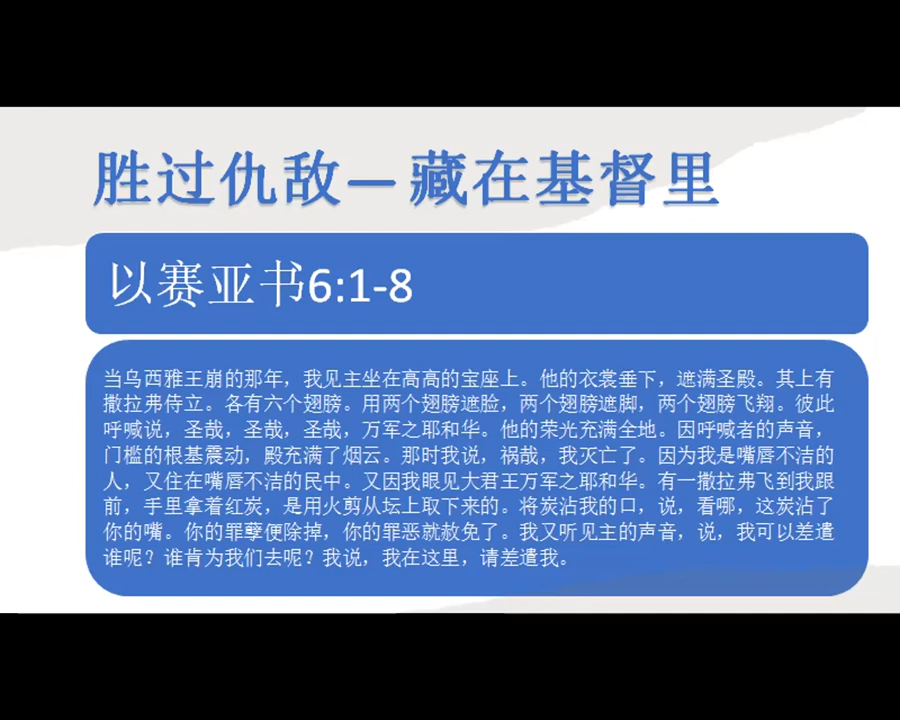 胜过仇敌—藏在基督里
以赛亚书6:1-8
当乌西雅王崩的那年，我见主坐在高高的宝座上。他的衣裳垂下，遮满圣殿。其上有
撒拉弗侍立。各有六个翅膀。用两个翅膀遮脸，两个翅膀遮脚，两个翅膀飞翔。彼此
呼喊说，圣哉，圣哉，圣哉，万军之耶和华。他的荣光充满全地。因呼喊者的声音，
门槛的根基震动，殿充满了烟云。那时我说，祸哉，我灭亡了。因为我是嘴唇不洁的
人，又住在嘴唇不洁的民中。又因我眼见大君王万军之耶和华。有一撒拉弗飞到我跟
前，手里拿着红炭，是用火剪从坛上取下来的。将炭沾我的口，说，看哪，这炭沾了
你的嘴。你的罪孽便除掉，你的罪恶就赦免了。我又听见主的声音，说，我可以差遣
谁呢？谁肯为我们去呢？我说，我在这里，请差遣我。